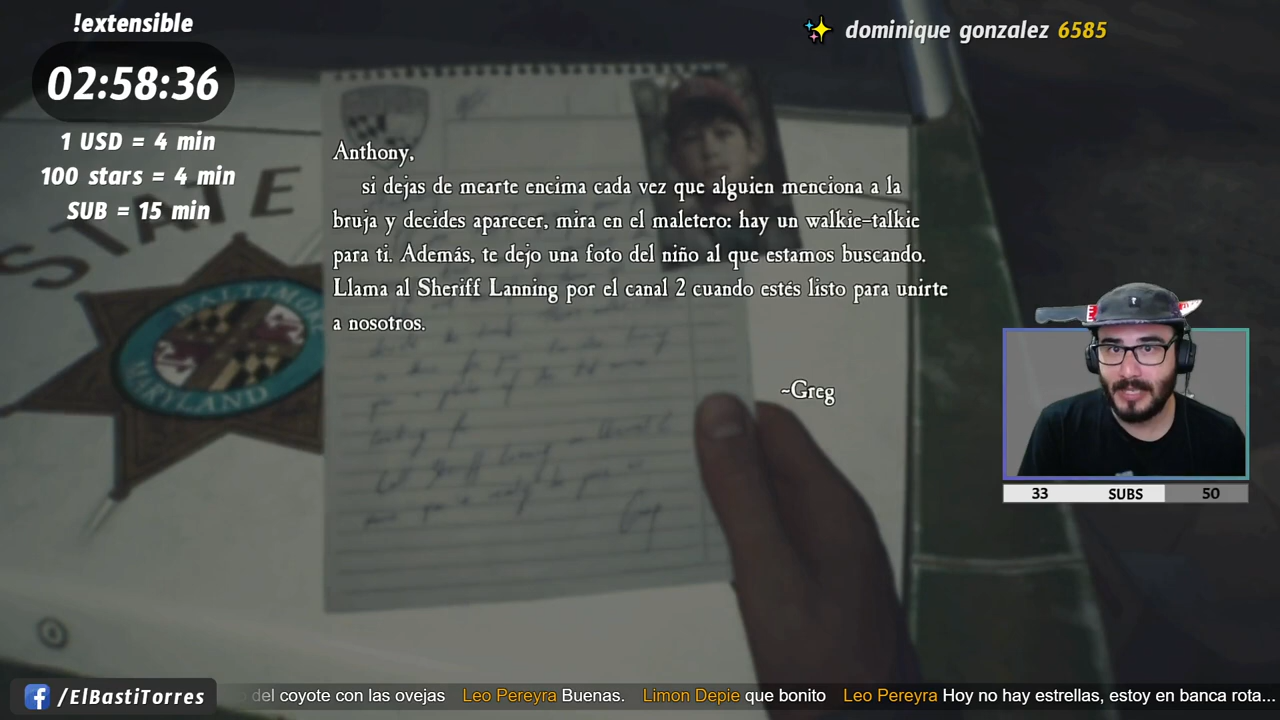 !extensible
02:58:36
1 USD = 4 min
100 stars = 4 min
SUB = 15 min
dominique gonzalez 6585
STATE
BALTIMORE
MARYLAND
Anthony,
si dejas de mearte encima cada vez que alguien menciona a la
bruja y decides aparecer, mira en el maletero: hay un walkie-talkie
para ti. Además, te dejo una foto del niño al que estamos buscando.
Llama al Sheriff Lanning por el canal 2 cuando estés listo para unirte
a nosotros.
~Greg
33 SUBS 50
/ElBastiTorres
del coyote con las ovejas Leo Pereyra Buenas. Limon Depie que bonito Leo Pereyra Hoy no hay estrellas, estoy en banca rota...